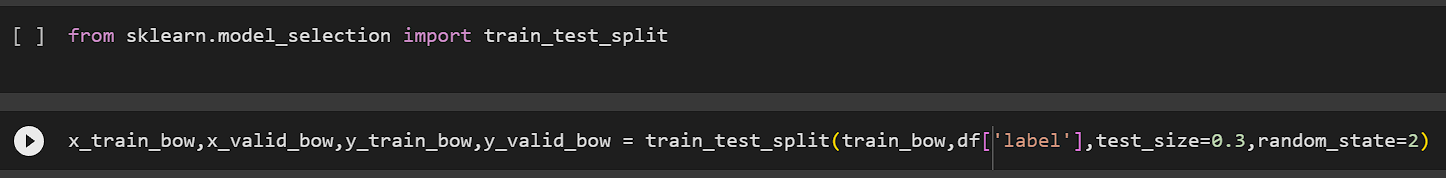 [ ] from sklearn.model_selection import train_test_split
x_train_bow,x_valid_bow,y_train_bow,y_valid_bow = train_test_split(train_bow,df['label'],test_size=0.3,random_state=2)